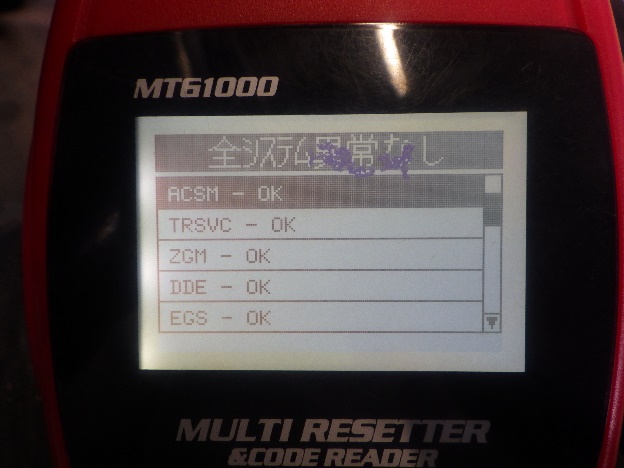 MT61000
全システム異常なし
ACSM - OK
TRSVC - OK
ZGM - OK
DDE - OK
EGS - OK
MULTI RESETTER
&CODE READER